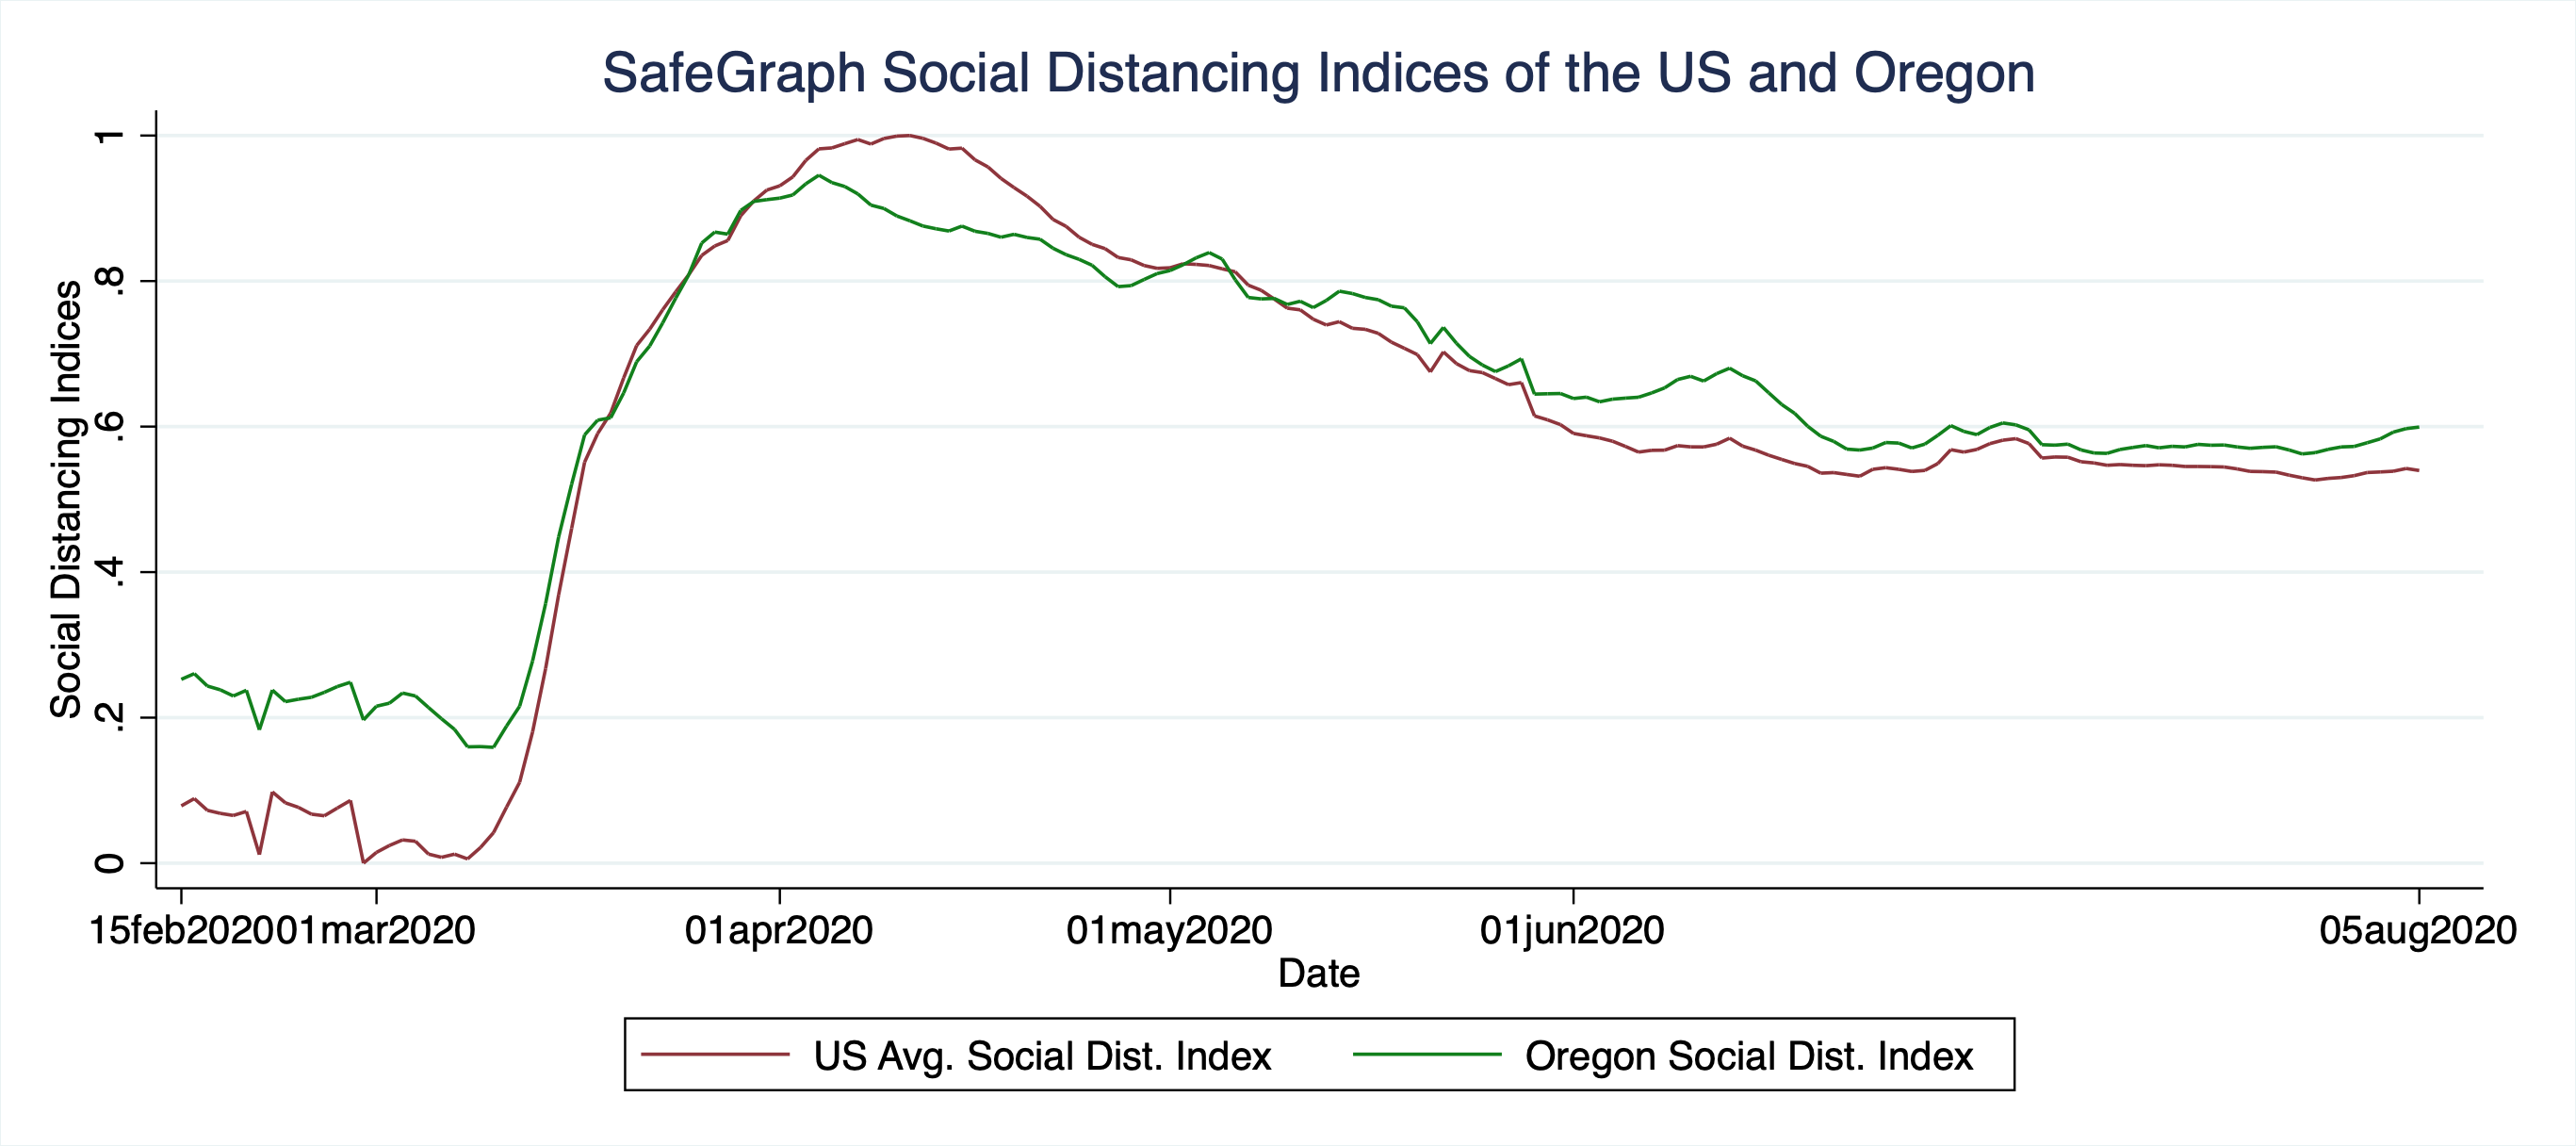 SafeGraph Social Distancing Indices of the US and Oregon
Social Distancing Indices
1
.8
.6
.4
.2
0
15feb2020 01mar2020 01apr2020 01may2020 01jun2020 05aug2020
Date
US Avg. Social Dist. Index Oregon Social Dist. Index